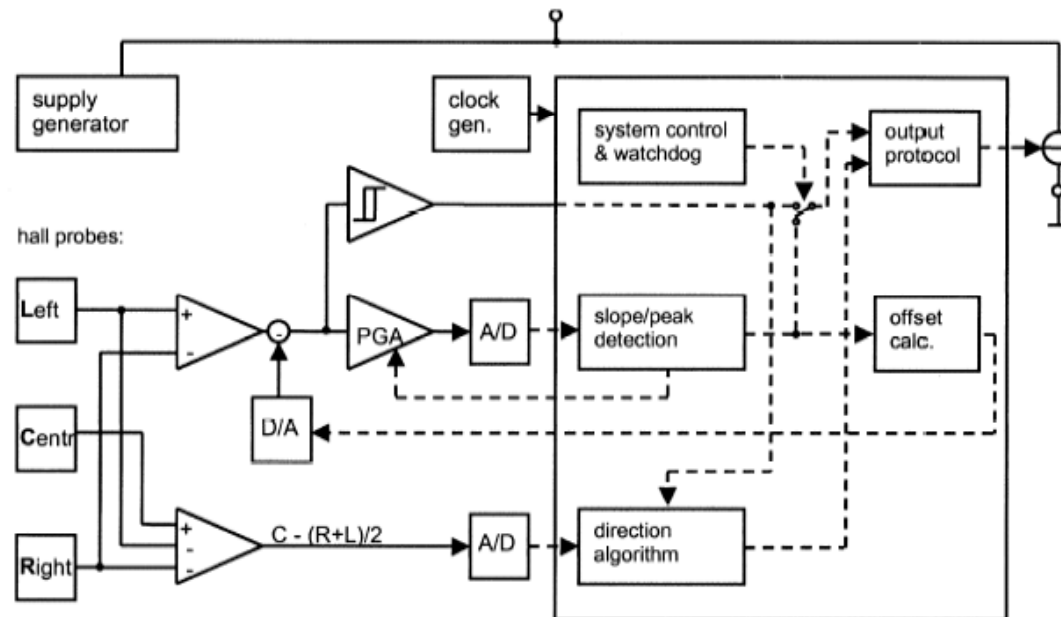 supply
generator
clock
gen.
system control
& watchdog
output
protocol
hall probes:
Left
+
-
-
PGA
A/D
slope/peak
detection
offset
calc.
D/A
Centr
Right
+
-
-
C - (R+L)/2
A/D
direction
algorithm